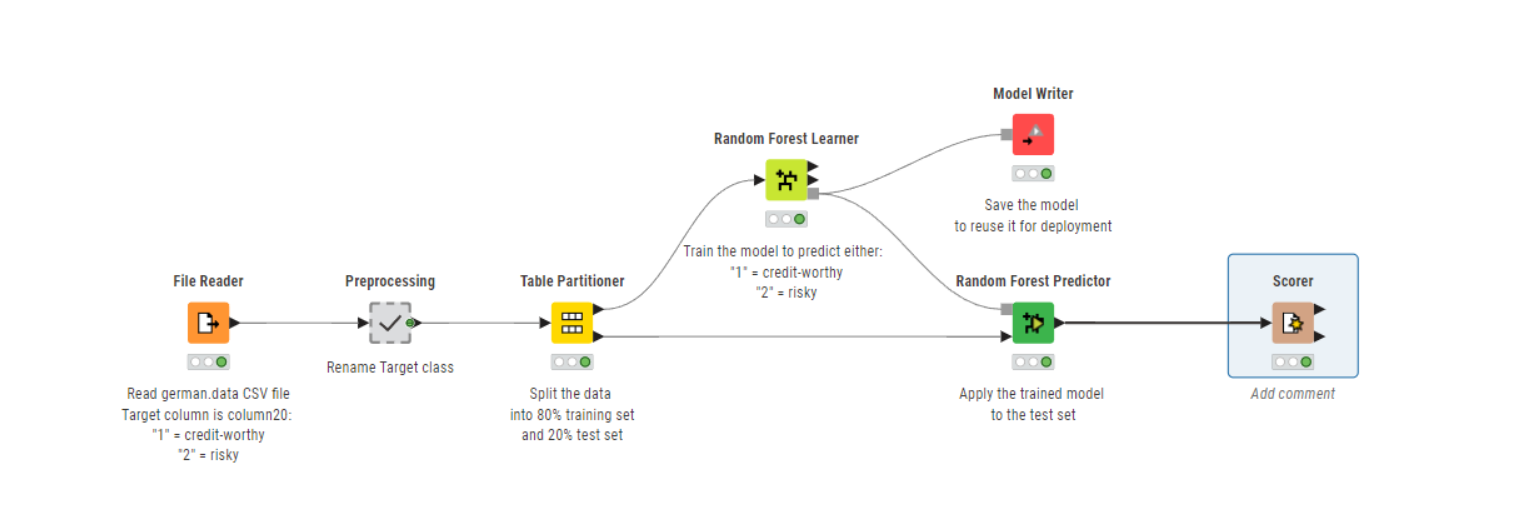 Model Writer
Save the model
to reuse it for deployment
Random Forest Learner
Train the model to predict either:
"1" = credit-worthy
"2" = risky
File Reader
Read german.data CSV file
Target column is column20:
"1" = credit-worthy
"2" = risky
Preprocessing
Rename Target class
Table Partitioner
Split the data
into 80% training set
and 20% test set
Random Forest Predictor
Apply the trained model
to the test set
Scorer
Add comment